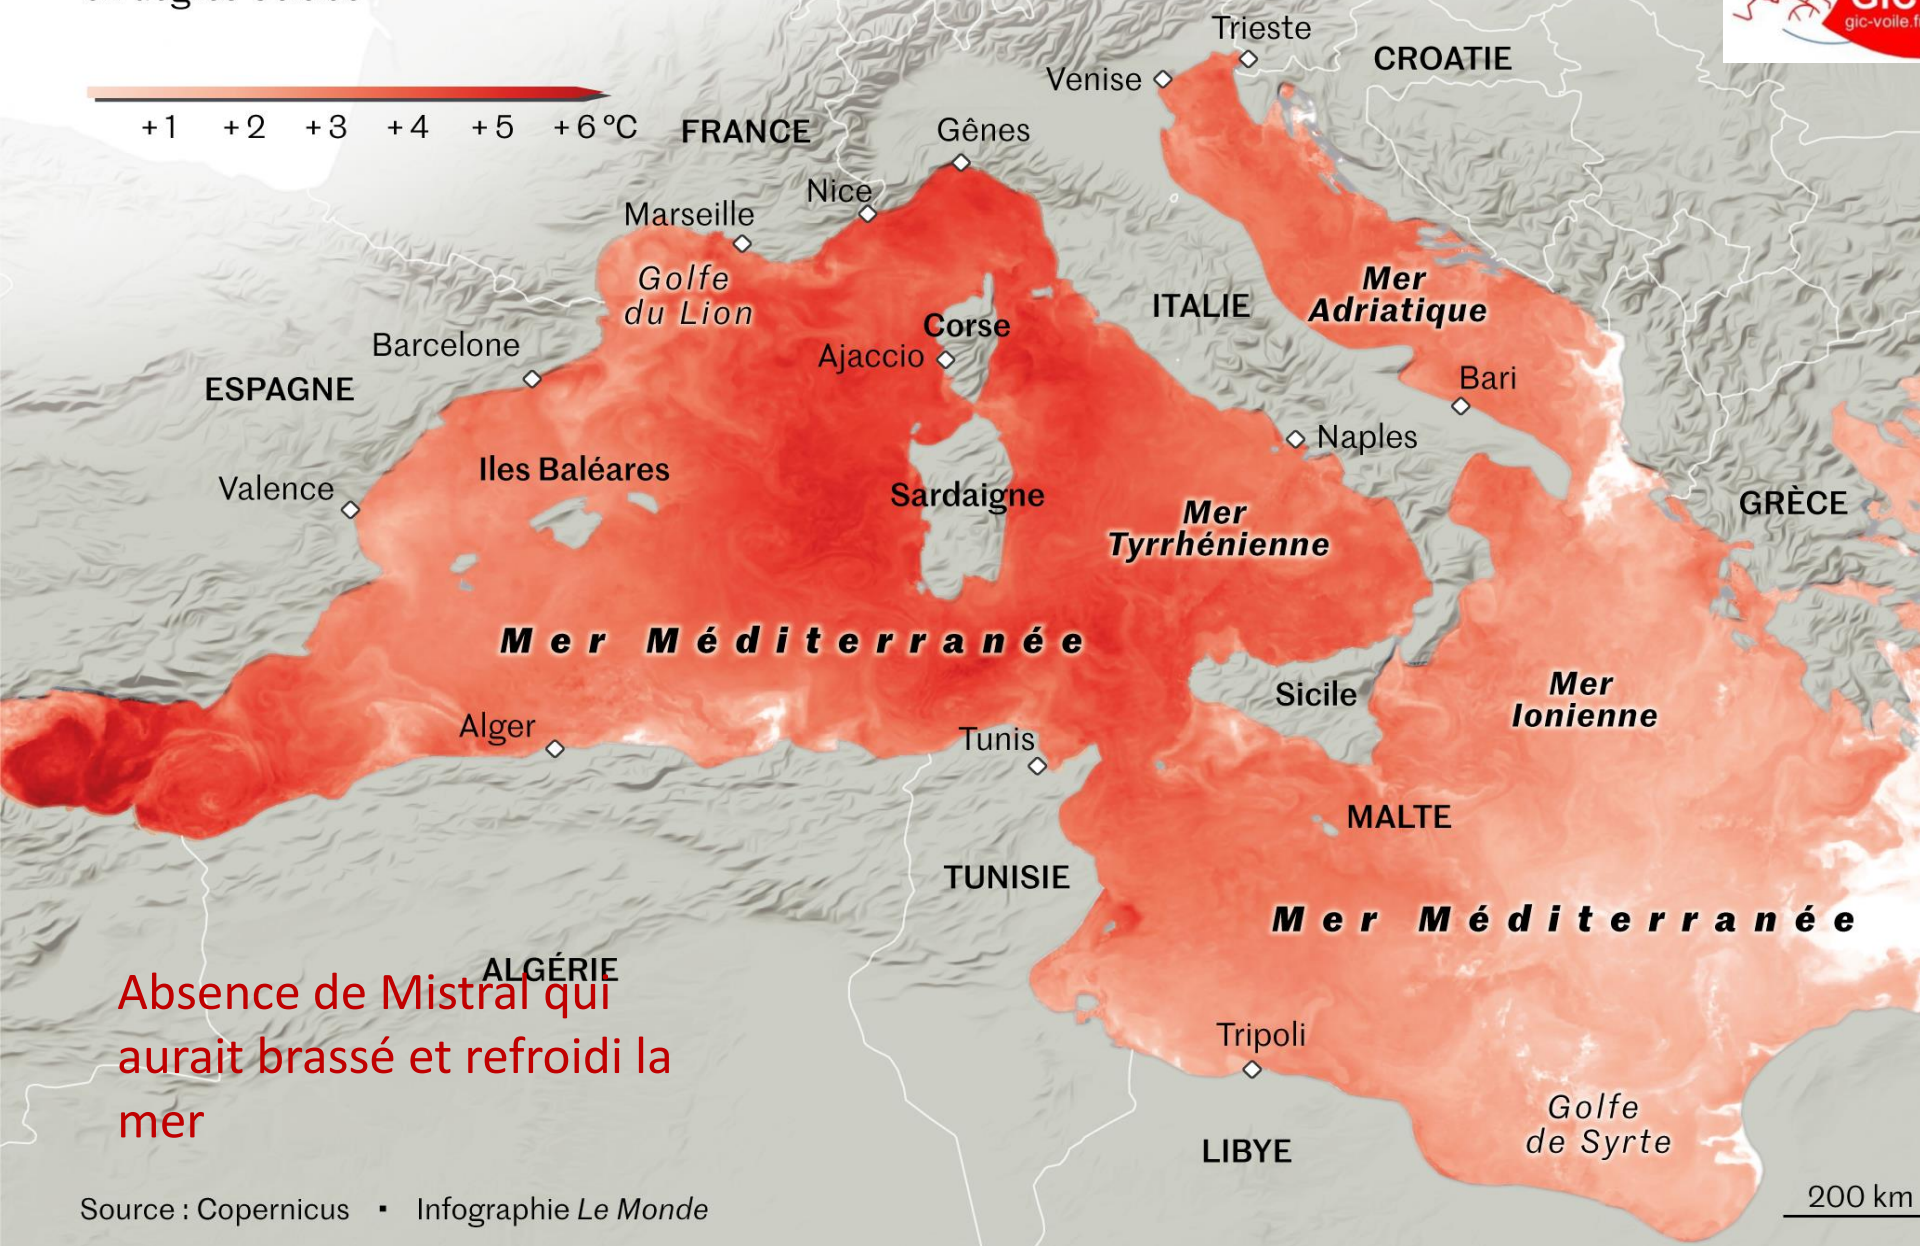 +1 +2 +3 +4 +5 +6 °C
gic-voile.f
Trieste
CROATIE
Venise
FRANCE
Gênes
Nice
Marseille
Golfe
du Lion
Mer
Adriatique
ITALIE
Corse
Barcelone
Ajaccio
ESPAGNE
Bari
Naples
Iles Baléares
Valence
Sardaigne
GRÈCE
Mer
Tyrrhénienne
Mer Méditerranée
Sicile
Mer
Ionienne
Alger
Tunis
MALTE
TUNISIE
Mer Méditerranée
ALGÉRIE
Absence de Mistral qui
aurait brassé et refroidi la
mer
Tripoli
Golfe
de Syrte
LIBYE
200 km
Source : Copernicus ▪ Infographie Le Monde